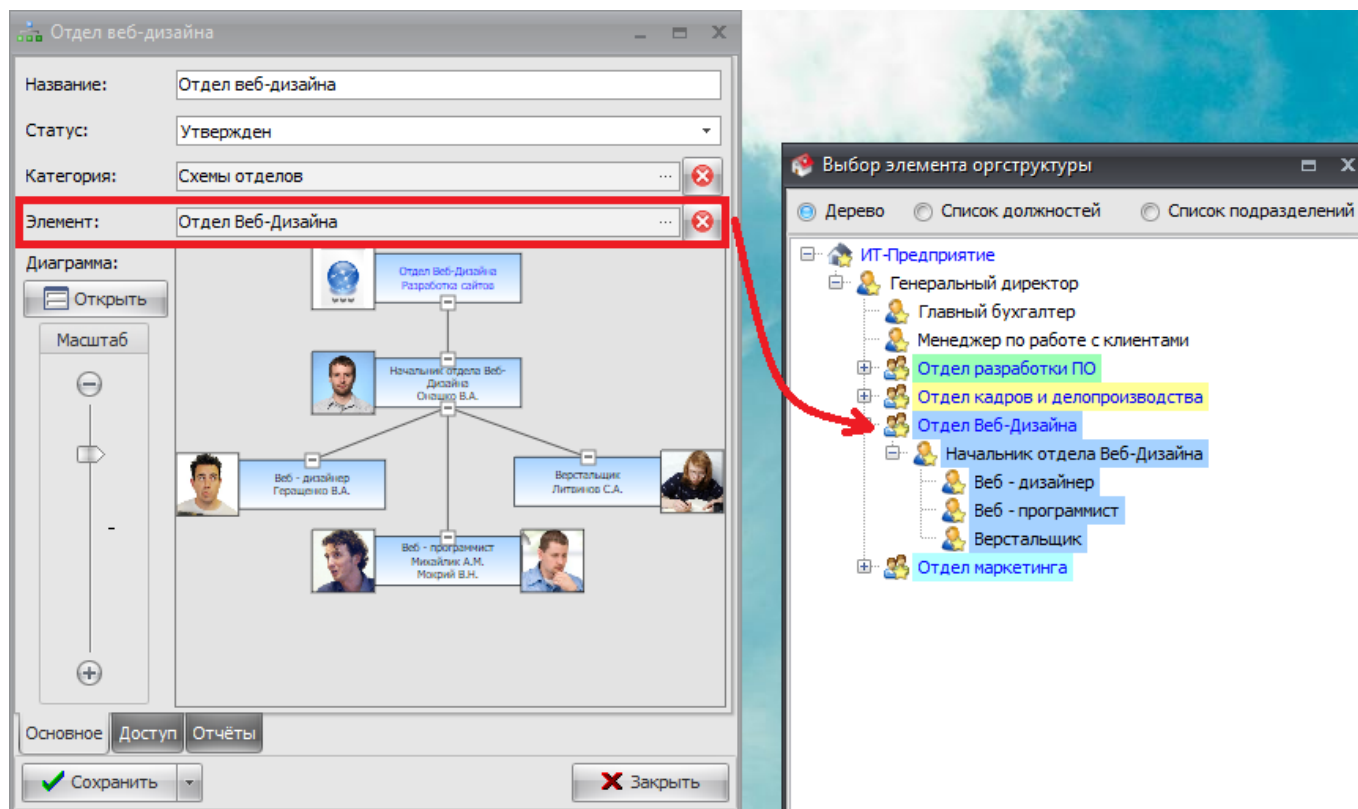 Отдел веб-дизайна
Название: Отдел веб-дизайна
Статус: Утвержден
Категория: Схемы отделов ...
Элемент: Отдел Веб-Дизайна ...
Диаграмма:
Открыть
Масштаб
Отдел Веб-Дизайна
Разработка сайтов
www
Начальник отдела Веб-
Дизайна
Онашко В.А.
Веб - дизайнер
Геращенко В.А.
Верстальщик
Литвинов С.А.
Веб - программист
Михайлик А.М.
Мокрий В.Н.
Основное Доступ Отчёты
Сохранить Закрыть
Выбор элемента оргструктуры
Дерево Список должностей Список подразделений
ИТ-Предприятие
Генеральный директор
Главный бухгалтер
Менеджер по работе с клиентами
Отдел разработки ПО
Отдел кадров и делопроизводства
Отдел Веб-Дизайна
Начальник отдела Веб-Дизайна
Веб - дизайнер
Веб - программист
Верстальщик
Отдел маркетинга